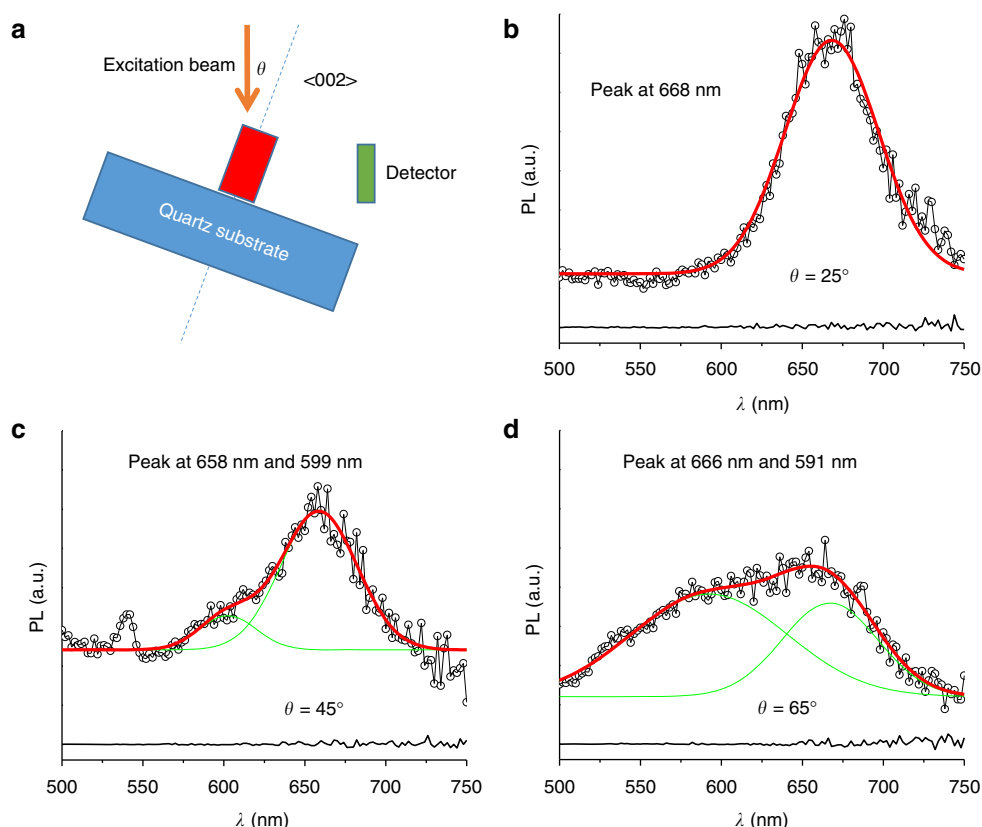 a
Excitation beam
θ
<002>
Detector
Quartz substrate
b
Peak at 668 nm
PL (a.u.)
θ = 25°
500 550 600 650 700 750
λ (nm)
c
Peak at 658 nm and 599 nm
PL (a.u.)
θ = 45°
500 550 600 650 700 750
λ (nm)
d
Peak at 666 nm and 591 nm
PL (a.u.)
θ = 65°
500 550 600 650 700 750
λ (nm)